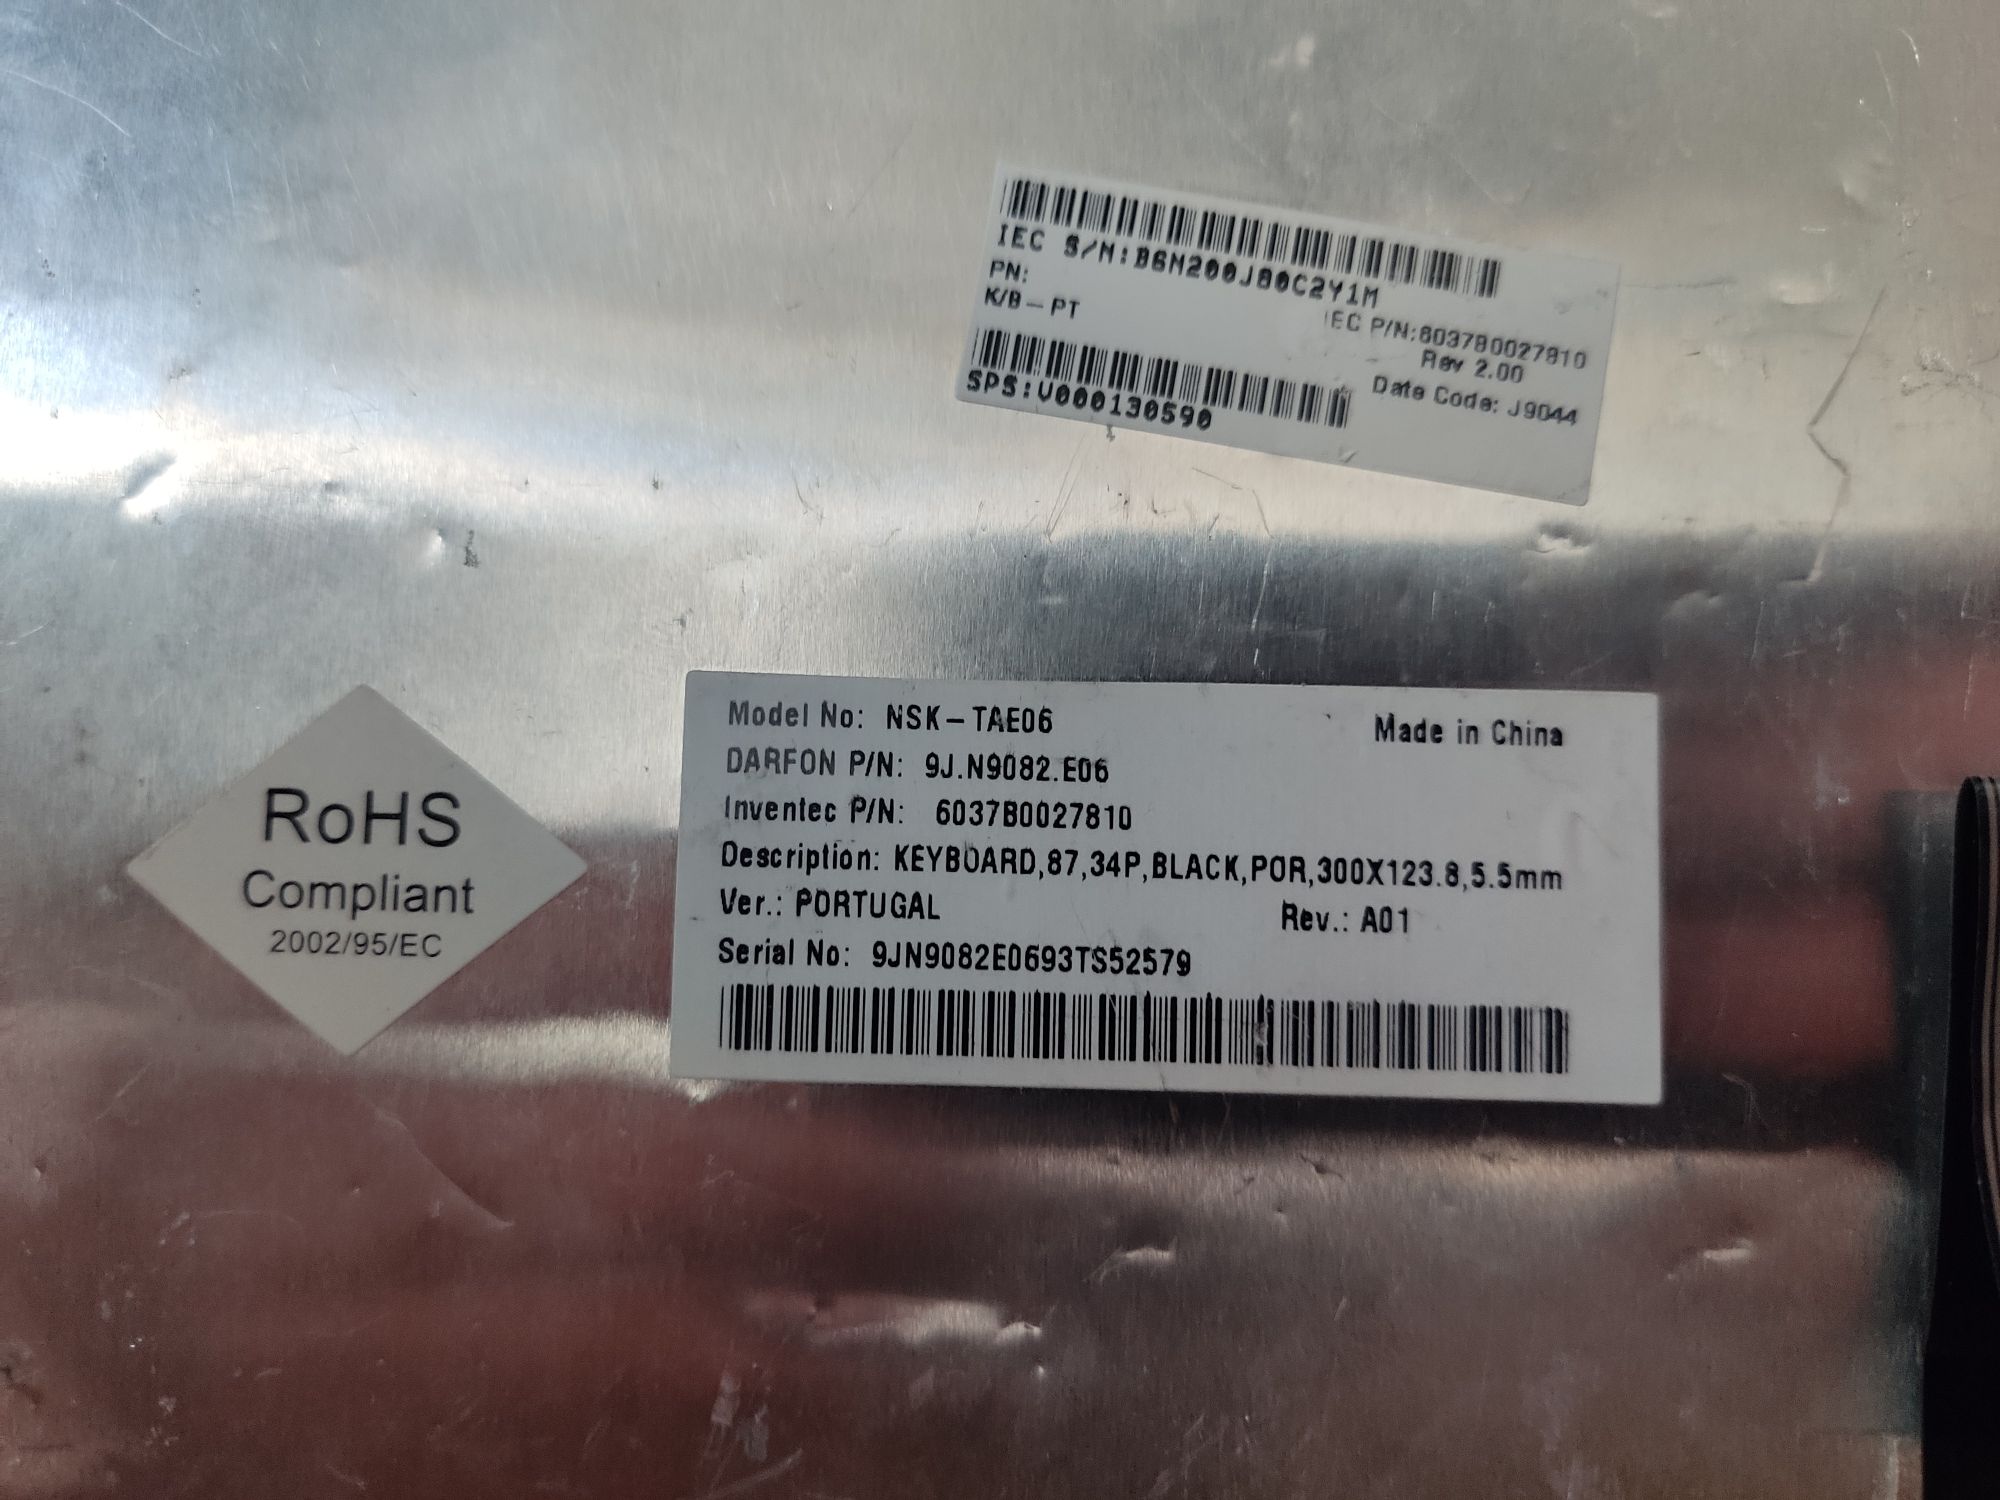 IEC S/N:B6N200J80C2Y1M
PN:
K/B-PT
IEC P/N:6037B0027810
Rev 2.00
Date Code: J9044
SPS:V000130590
RoHS
Compliant
2002/95/EC
Model No: NSK-TAE06
Made in China
DARFON P/N: 9J.N9082.E06
Inventec P/N: 6037B0027810
Description: KEYBOARD,87,34P,BLACK,POR,300X123.8,5.5mm
Ver.: PORTUGAL
Rev.: A01
Serial No: 9JN9082E0693TS52579